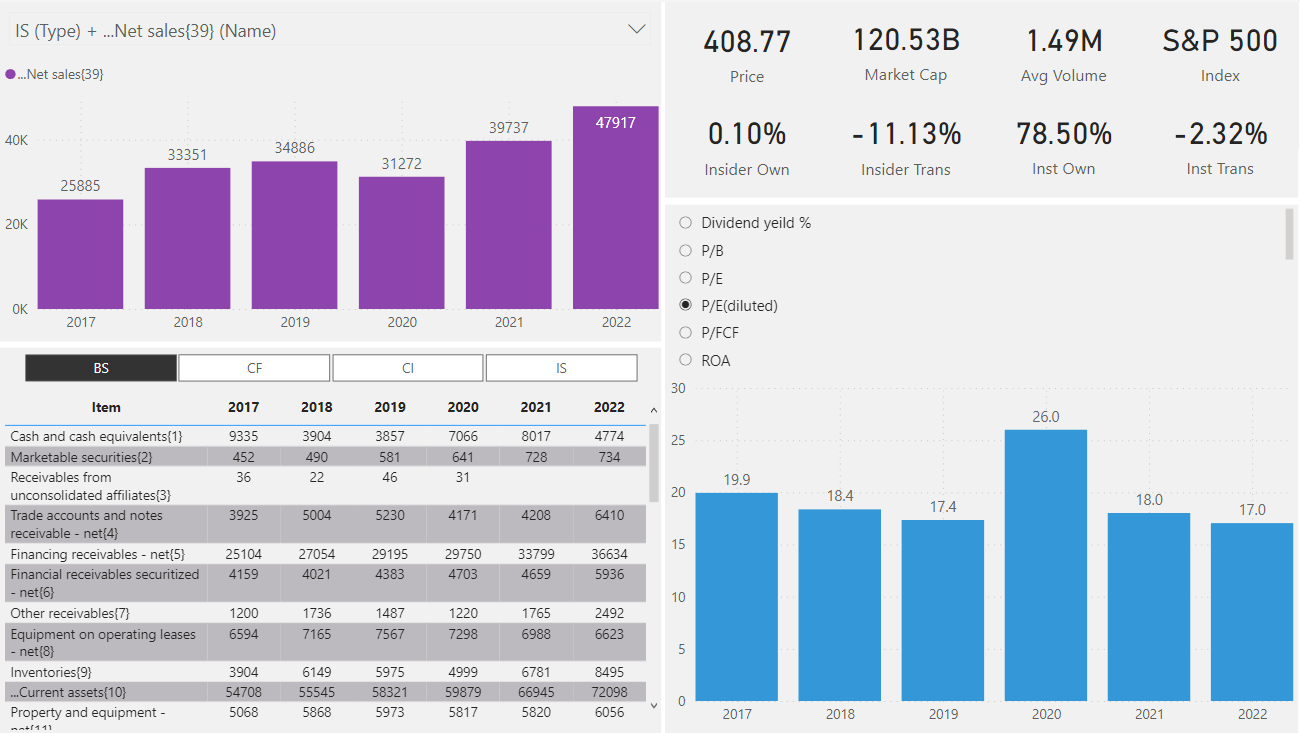 IS (Type) + ...Net sales{39} (Name)
...Net sales{39}
40K
20K
0K
25885
33351
34886
31272
39737
47917
2017 2018 2019 2020 2021 2022
408.77 120.53B 1.49M S&P 500
Price Market Cap Avg Volume Index
0.10% -11.13% 78.50% -2.32%
Insider Own Insider Trans Inst Own Inst Trans
BS CF CI IS
Item 2017 2018 2019 2020 2021 2022
Cash and cash equivalents{1} 9335 3904 3857 7066 8017 4774
Marketable securities{2} 452 490 581 641 728 734
Receivables from 36 22 46 31
unconsolidated affiliates{3}
Trade accounts and notes 3925 5004 5230 4171 4208 6410
receivable - net{4}
Financing receivables - net{5} 25104 27054 29195 29750 33799 36634
Financial receivables securitized 4159 4021 4383 4703 4659 5936
- net{6}
Other receivables{7} 1200 1736 1487 1220 1765 2492
Equipment on operating leases 6594 7165 7567 7298 6988 6623
- net{8}
Inventories{9} 3904 6149 5975 4999 6781 8495
...Current assets{10} 54708 55545 58321 59879 66945 72098
Property and equipment - 5068 5868 5973 5817 5820 6056
net{11}
Dividend yeild %
P/B
P/E
P/E(diluted)
P/FCF
ROA
30
25
20
15
10
5
0
19.9
18.4
17.4
26.0
18.0
17.0
2017 2018 2019 2020 2021 2022